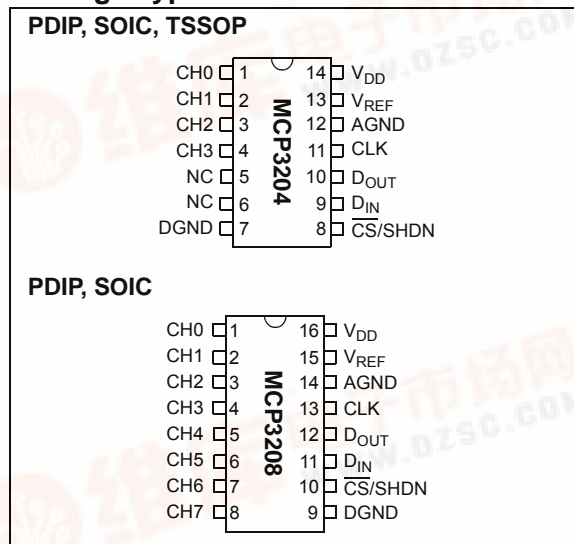 PDIP, SOIC, TSSOP
CH0 1 14 VDD
CH1 2 13 VREF
CH2 3 12 AGND
CH3 4 11 CLK
NC 5 10 DOUT
NC 6 9 DIN
DGND 7 8 CS/SHDN
MCP3204
PDIP, SOIC
CH0 1 16 VDD
CH1 2 15 VREF
CH2 3 14 AGND
CH3 4 13 CLK
CH4 5 12 DOUT
CH5 6 11 DIN
CH6 7 10 CS/SHDN
CH7 8 9 DGND
MCP3208